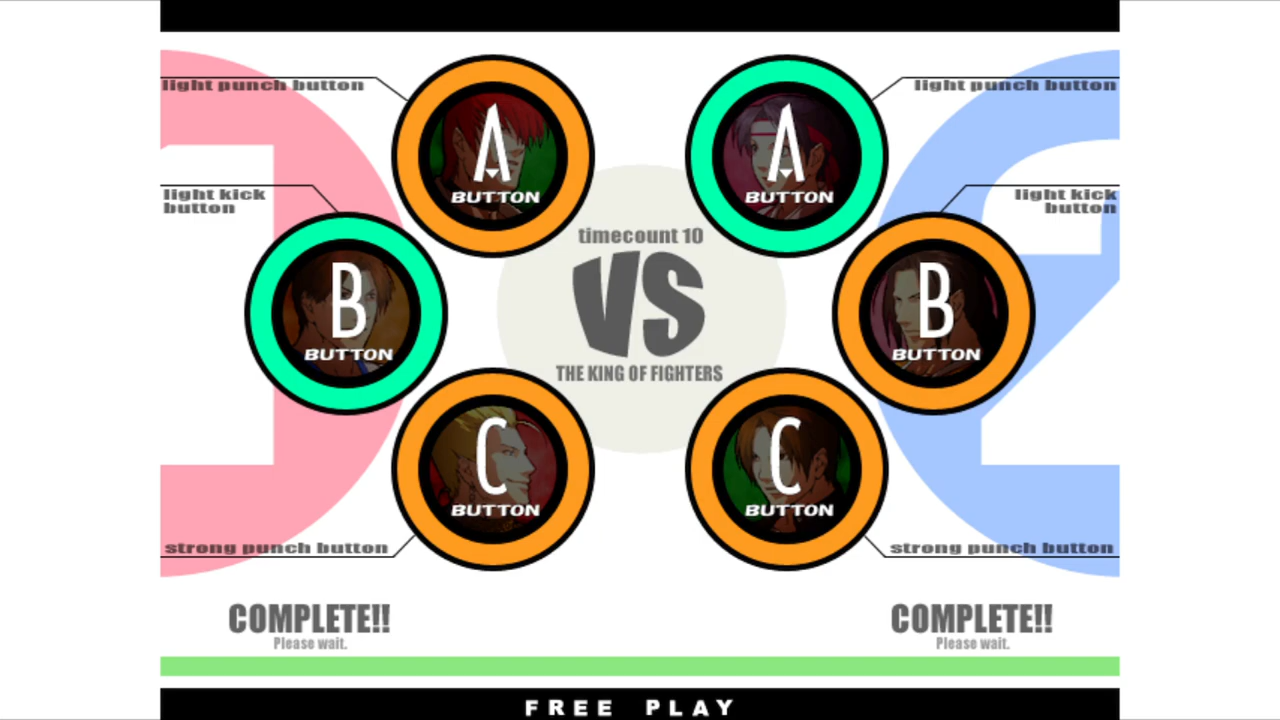 light punch button
light punch button
A
BUTTON
A
BUTTON
light kick
button
light kick
button
timecount 10
VS
THE KING OF FIGHTERS
B
BUTTON
B
BUTTON
C
BUTTON
C
BUTTON
strong punch button
strong punch button
COMPLETE!!
Please wait.
COMPLETE!!
Please wait.
FREE PLAY